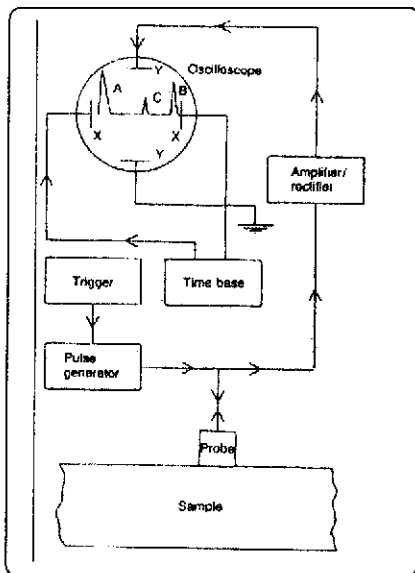 Y
Oscilloscope
A
C
B
X
X
Y
Amplifier/
rectifier
Trigger
Time base
Pulse
generator
Probe
Sample